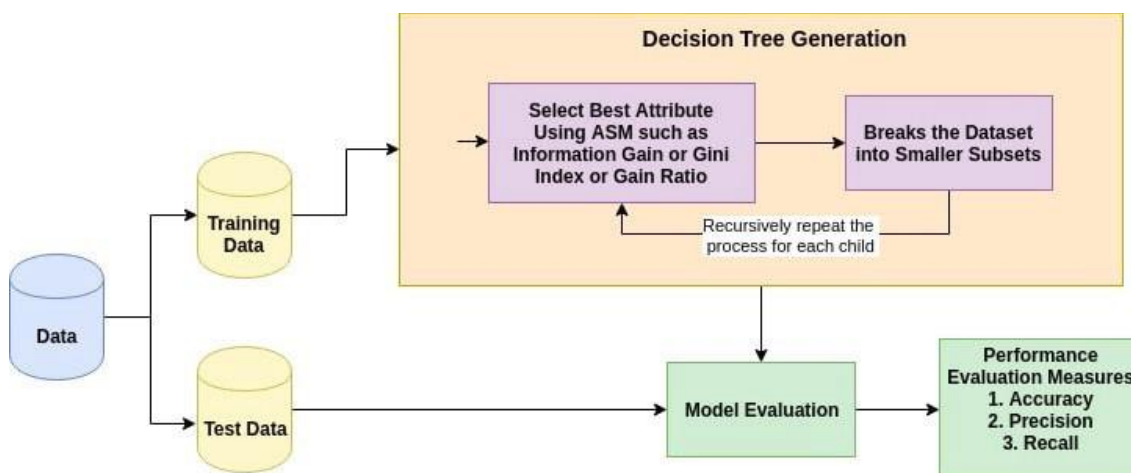 Decision Tree Generation
Select Best Attribute
Using ASM such as
Information Gain or Gini
Index or Gain Ratio
Breaks the Dataset
into Smaller Subsets
Recursively repeat the
process for each child
Training
Data
Data
Test Data
Model Evaluation
Performance
Evaluation Measures
1. Accuracy
2. Precision
3. Recall